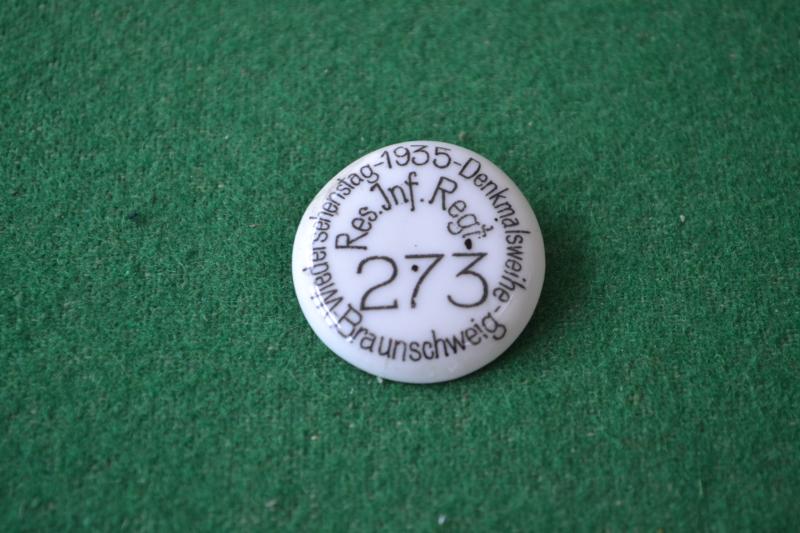 wiedersehenstag-1935-Denkmalsweihe-Braunschweig-
Res. Inf. Regt.
273